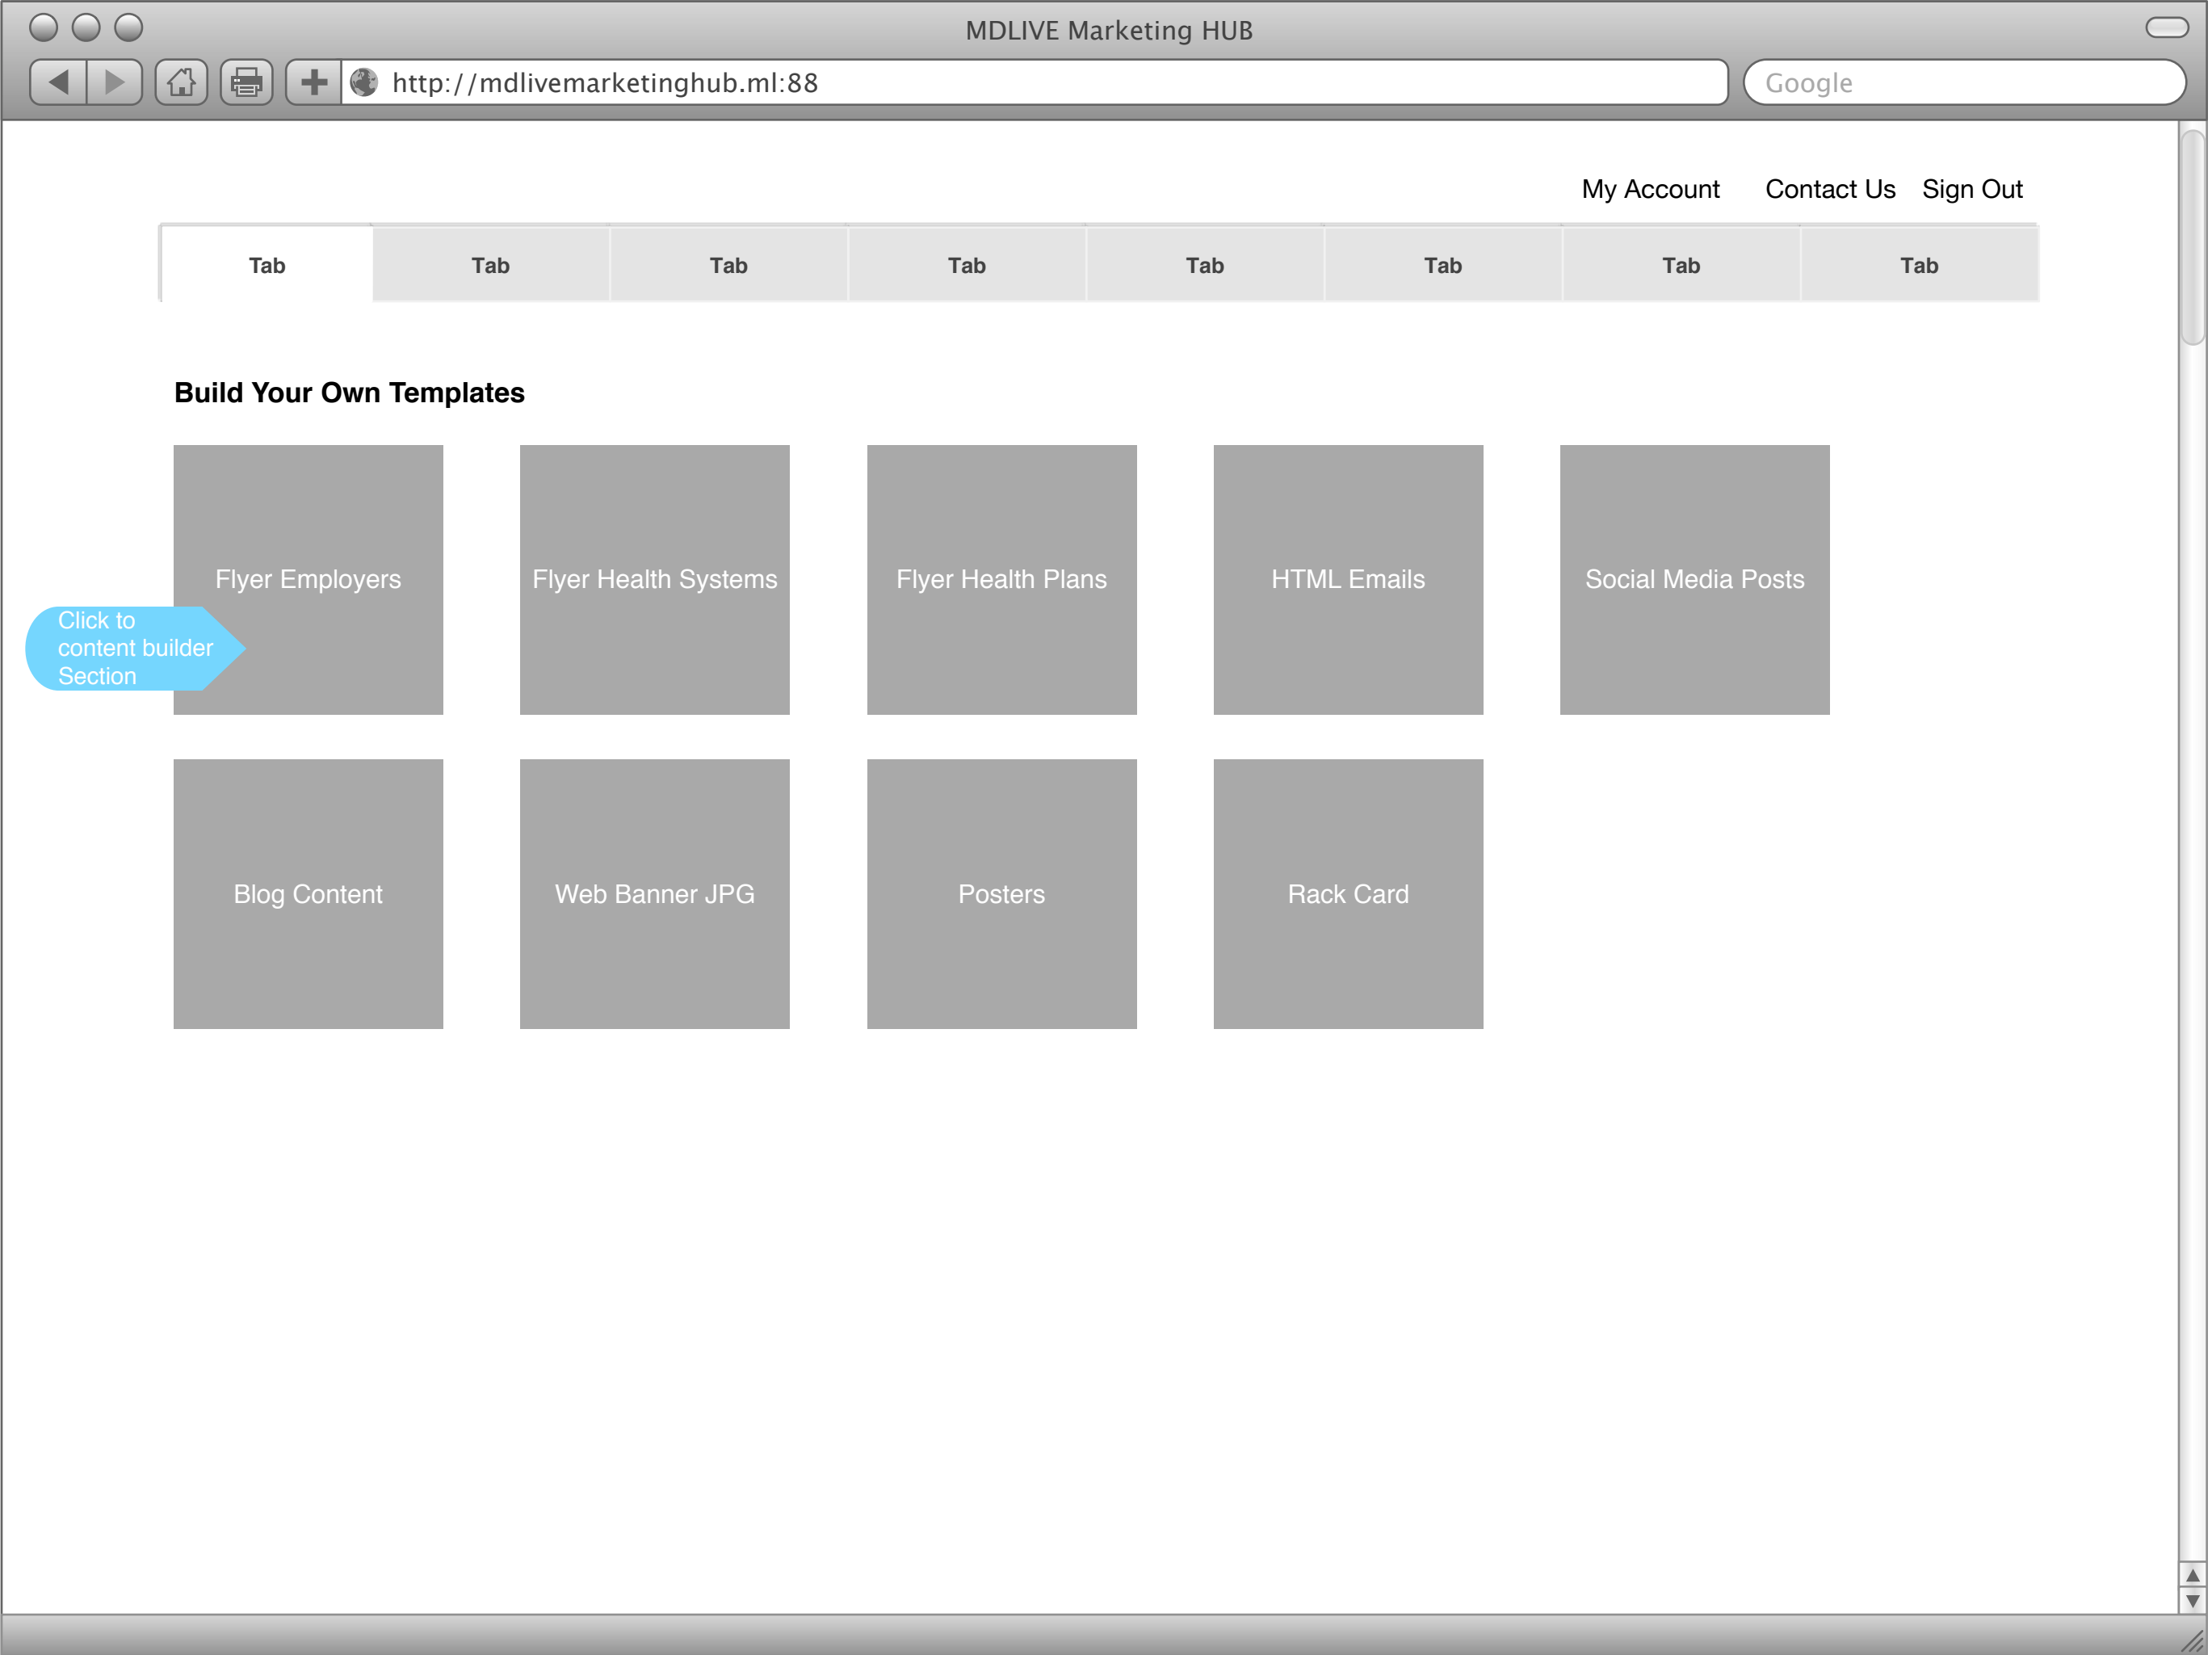 MDLIVE Marketing HUB
http://mdlivemarketinghub.ml:88
Google
My Account Contact Us Sign Out
Tab Tab Tab Tab Tab Tab Tab Tab
Build Your Own Templates
Flyer Employers Flyer Health Systems Flyer Health Plans HTML Emails Social Media Posts
Click to
content builder
Section
Blog Content Web Banner JPG Posters Rack Card